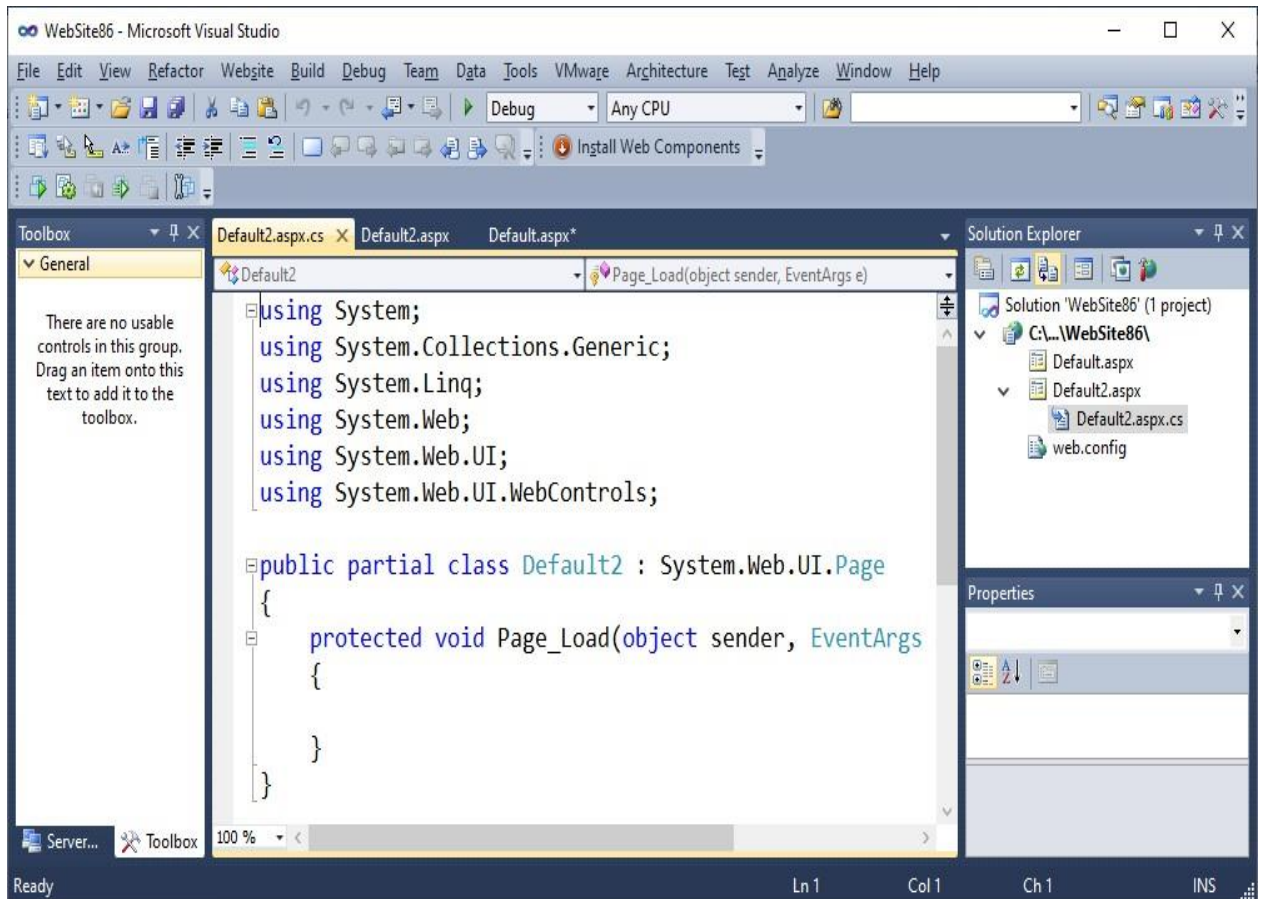 WebSite86 - Microsoft Visual Studio
File Edit View Refactor Website Build Debug Team Data Tools VMware Architecture Test Analyze Window Help
Debug Any CPU
Install Web Components
Toolbox
General
There are no usable
controls in this group.
Drag an item onto this
text to add it to the
toolbox.
Server... Toolbox
Default2.aspx.cs Default2.aspx Default.aspx*
Default2 Page_Load(object sender, EventArgs e)
using System;
using System.Collections.Generic;
using System.Linq;
using System.Web;
using System.Web.UI;
using System.Web.UI.WebControls;
public partial class Default2 : System.Web.UI.Page
{
protected void Page_Load(object sender, EventArgs
{
}
}
100 %
Solution Explorer
Solution 'WebSite86' (1 project)
C:\...\WebSite86\
Default.aspx
Default2.aspx
Default2.aspx.cs
web.config
Properties
Ready Ln 1 Col 1 Ch 1 INS